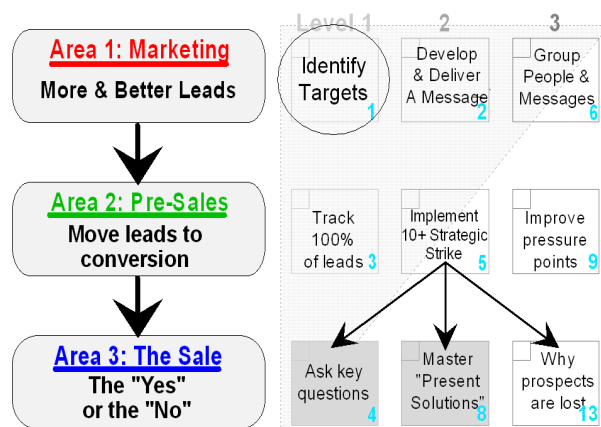 Area 1: Marketing
More & Better Leads
Area 2: Pre-Sales
Move leads to
conversion
Area 3: The Sale
The "Yes"
or the "No"
Level 1
2
3
Identify
Targets
1
Develop
& Deliver
A Message
2
Group
People &
Messages
6
Track
100%
of leads
3
Implement
10+ Strategic
Strike
5
Improve
pressure
points
9
Ask key
questions
4
Master
"Present
Solutions"
8
Why
prospects
are lost
13